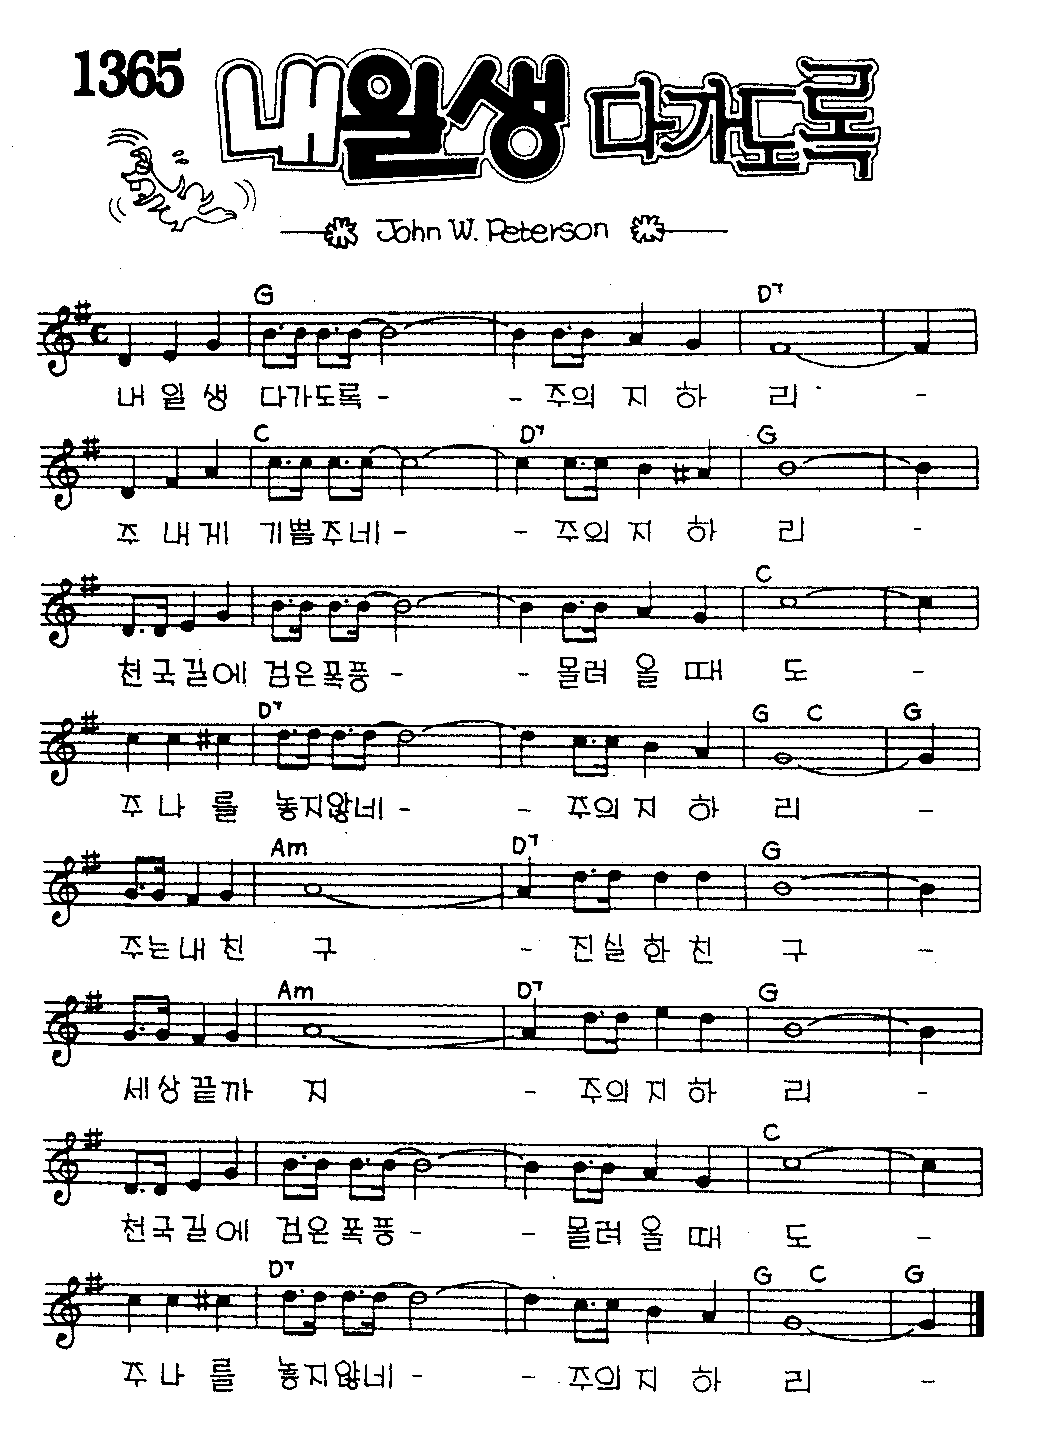 1365
내일생 다가도록
John W. Peterson
G D7
내 일 생 다가도록 - - 주의 지 하 리 -
C D7 G
주 내게 기쁨주네 - - 주의 지 하 리 -
C
천국길에 검은폭풍 - - 몰려 올 때 도 -
D7 G C G
주 나 를 놓지않네 - - 주의 지 하 리 -
Am D7 G
주는내 친 구 - 진실한 친 구 -
Am D7 G
세상끝까 지 - 주의 지 하 리 -
C
천국길에 검은폭풍 - - 몰려 올 때 도 -
D7 G C G
주 나 를 놓지않네 - - 주의 지 하 리 -